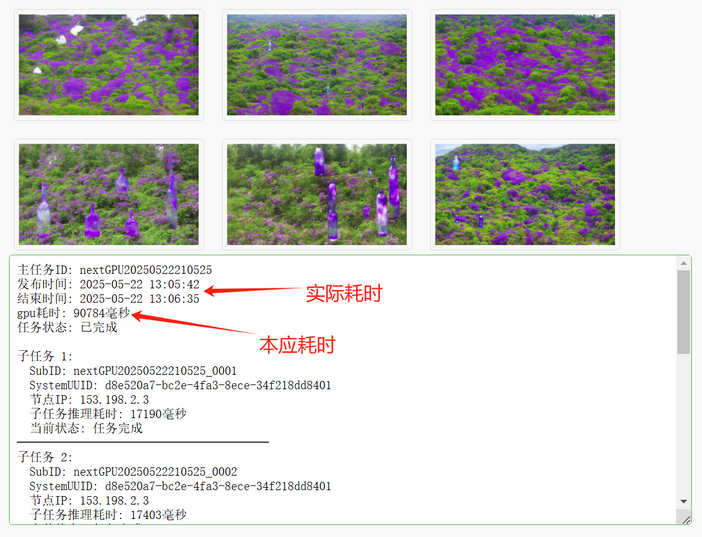 主任务ID: nextGPU20250522210525
发布时间: 2025-05-22 13:05:42
实际耗时
结束时间: 2025-05-22 13:06:35
gpu耗时: 90784毫秒
本应耗时
任务状态: 已完成
子任务 1:
SubID: nextGPU20250522210525_0001
SystemUUID: d8e520a7-bc2e-4fa3-8ece-34f218dd8401
节点IP: 153.198.2.3
子任务推理耗时: 17190毫秒
当前状态: 任务完成
子任务 2:
SubID: nextGPU20250522210525_0002
SystemUUID: d8e520a7-bc2e-4fa3-8ece-34f218dd8401
节点IP: 153.198.2.3
子任务推理耗时: 17403毫秒